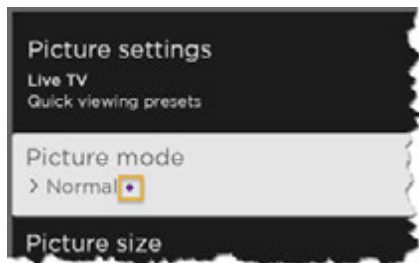 Picture settings
Live TV
Quick viewing presets
Picture mode
> Normal
Picture size